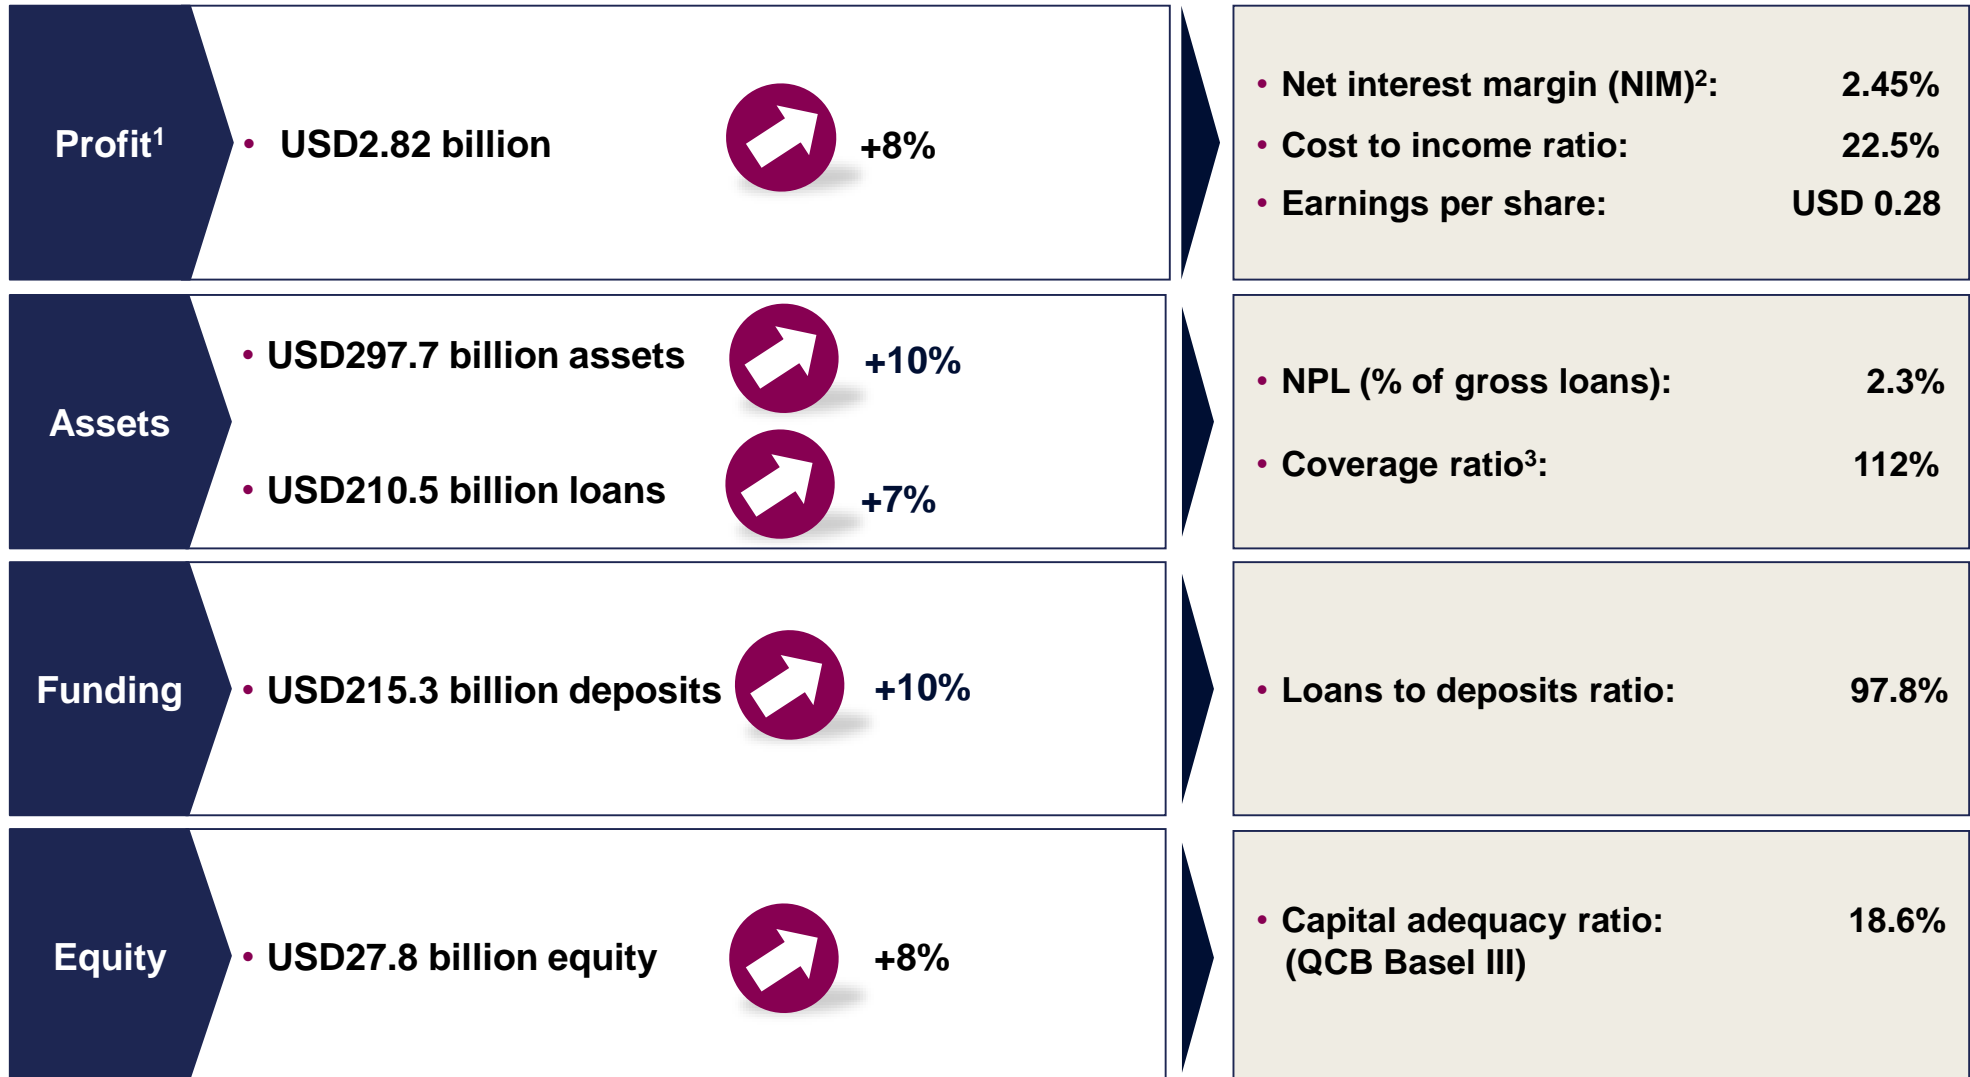 Profit¹
• USD2.82 billion +8%
• Net interest margin (NIM)²: 2.45%
• Cost to income ratio: 22.5%
• Earnings per share: USD 0.28
Assets
• USD297.7 billion assets +10%
• USD210.5 billion loans +7%
• NPL (% of gross loans): 2.3%
• Coverage ratio³: 112%
Funding
• USD215.3 billion deposits +10%
• Loans to deposits ratio: 97.8%
Equity
• USD27.8 billion equity +8%
• Capital adequacy ratio: 18.6%
(QCB Basel III)